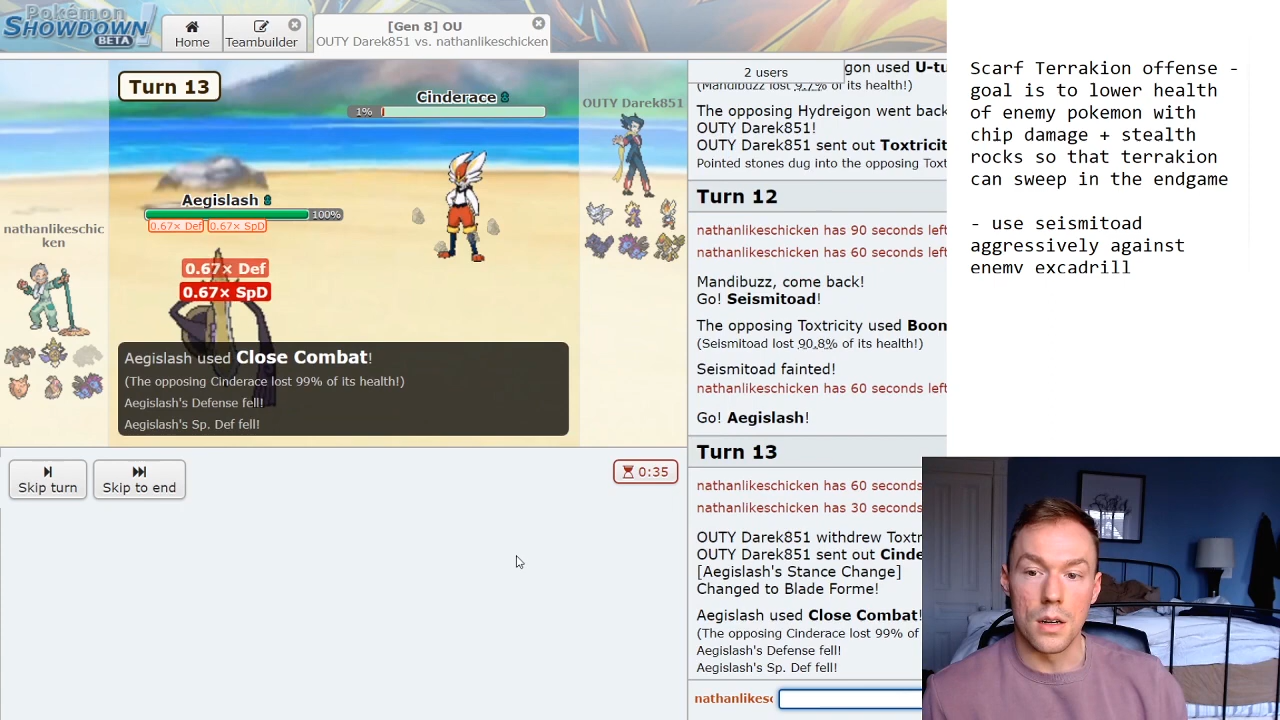 Pokémon
SHOWDOWN!
BETA
Home
Teambuilder
[Gen 8] OU
OUTY Darek851 vs. nathanlikeschicken
Turn 13
Cinderace
1%
Aegislash
100%
0.67× Def 0.67× SpD
0.67× Def
0.67× SpD
nathanlikeschic
ken
OUTY Darek851
Aegislash used Close Combat!
(The opposing Cinderace lost 99% of its health!)
Aegislash's Defense fell!
Aegislash's Sp. Def fell!
Skip turn
Skip to end
0:35
2 users
gon used U-tu
(Mandibuzz lost 9.7% of its health!)
The opposing Hydreigon went back
OUTY Darek851!
OUTY Darek851 sent out Toxtricit
Pointed stones dug into the opposing Toxt
Turn 12
nathanlikeschicken has 90 seconds left
nathanlikeschicken has 60 seconds left
Mandibuzz, come back!
Go! Seismitoad!
The opposing Toxtricity used Boom
(Seismitoad lost 90.8% of its health!)
Seismitoad fainted!
nathanlikeschicken has 60 seconds left
Go! Aegislash!
Turn 13
nathanlikeschicken has 60 seconds
nathanlikeschicken has 30 seconds
OUTY Darek851 withdrew Toxtr
OUTY Darek851 sent out Cinde
[Aegislash's Stance Change]
Changed to Blade Forme!
Aegislash used Close Combat!
(The opposing Cinderace lost 99% of
Aegislash's Defense fell!
Aegislash's Sp. Def fell!
nathanlikesc
Scarf Terrakion offense -
goal is to lower health
of enemy pokemon with
chip damage + stealth
rocks so that terrakion
can sweep in the endgame
- use seismitoad
aggressively against
enemy excadrill